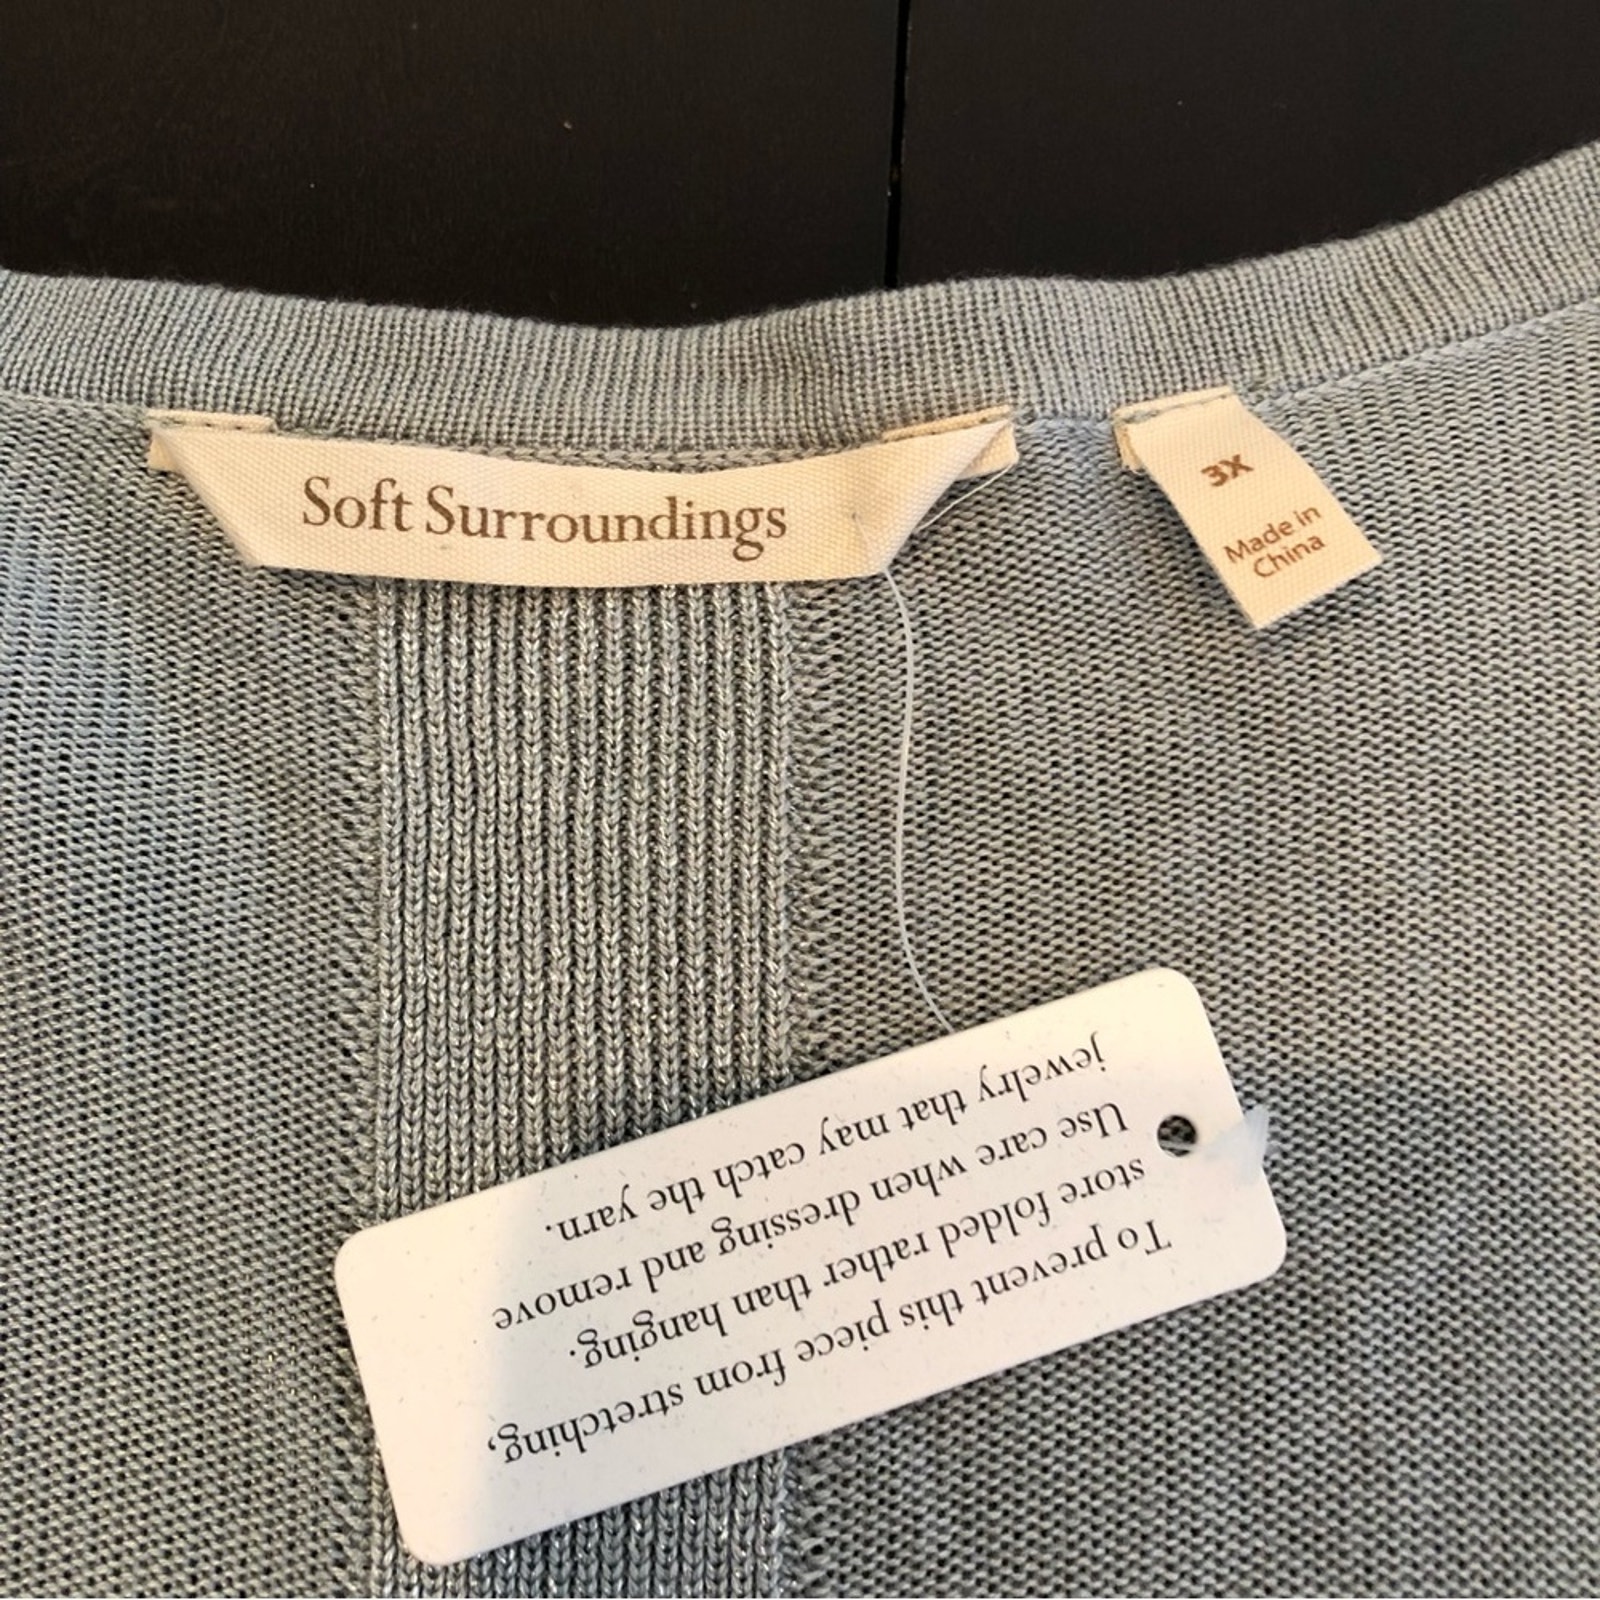 Soft Surroundings
3X
Made in
China
To prevent this piece from stretching,
store folded rather than hanging.
Use care when dressing and remove
jewelry that may catch the yarn.